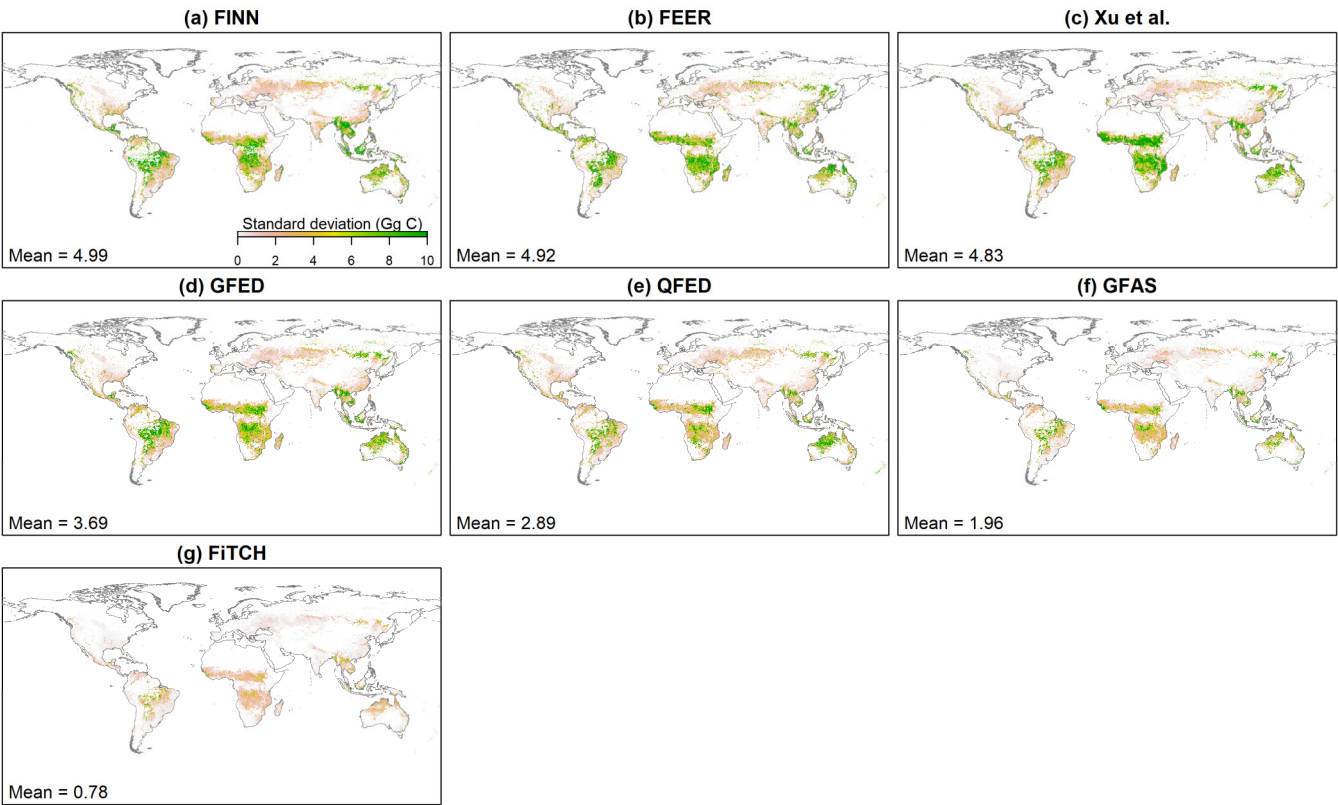 (a) FINN
(b) FEER
(c) Xu et al.
Standard deviation (Gg C)
0 2 4 6 8 10
Mean = 4.99
Mean = 4.92
Mean = 4.83
(d) GFED
(e) QFED
(f) GFAS
Mean = 3.69
Mean = 2.89
Mean = 1.96
(g) FiTCH
Mean = 0.78